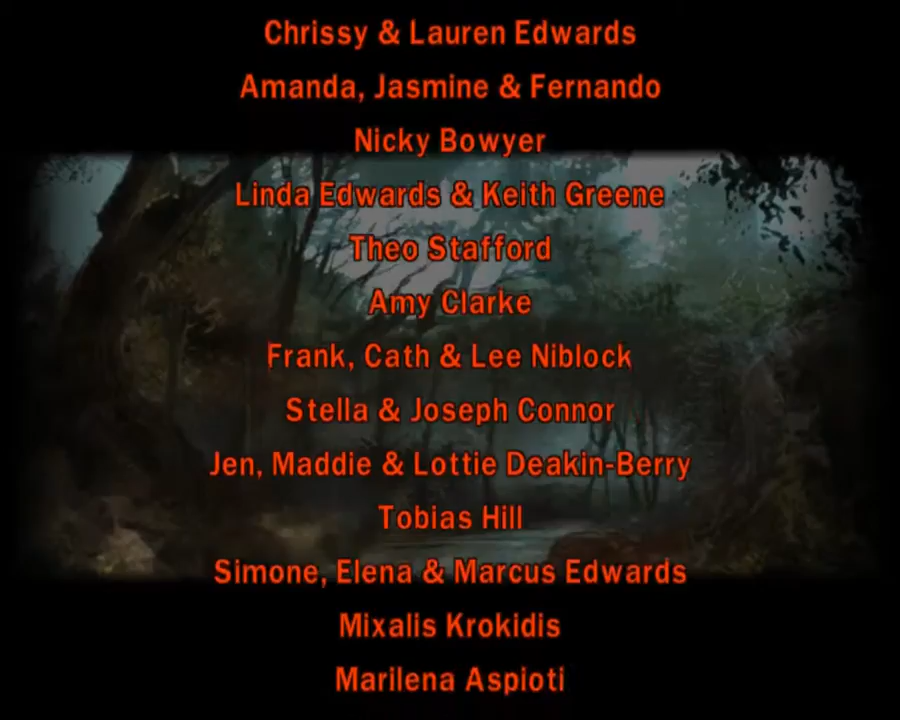 Chrissy & Lauren Edwards
Amanda, Jasmine & Fernando
Nicky Bowyer
Linda Edwards & Keith Greene
Theo Stafford
Amy Clarke
Frank, Cath & Lee Niblock
Stella & Joseph Connor
Jen, Maddie & Lottie Deakin-Berry
Tobias Hill
Simone, Elena & Marcus Edwards
Mixalis Krokidis
Marilena Aspioti